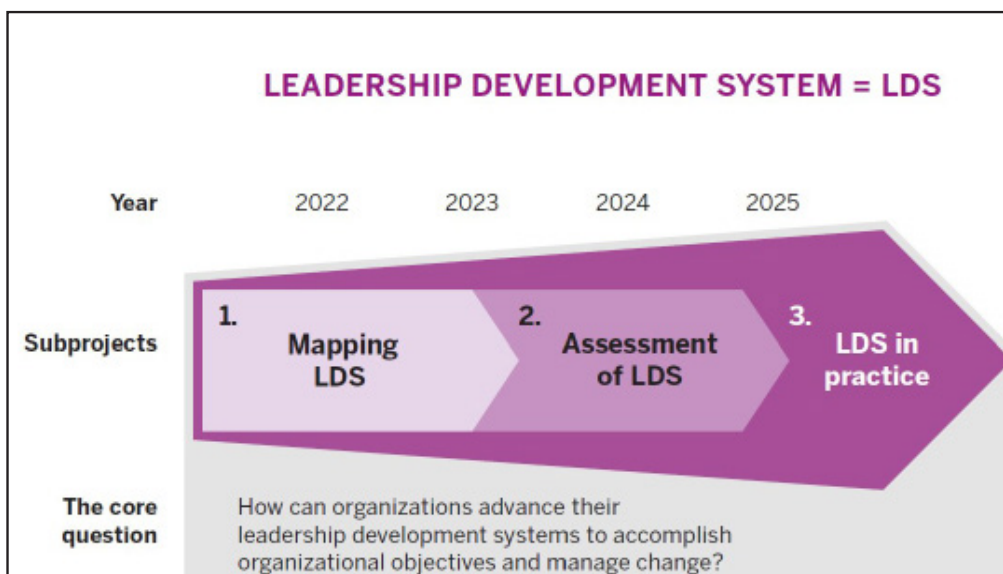 LEADERSHIP DEVELOPMENT SYSTEM = LDS
Year 2022 2023 2024 2025
Subprojects
1. Mapping
LDS
2. Assessment
of LDS
3. LDS in
practice
The core
question
How can organizations advance their
leadership development systems to accomplish
organizational objectives and manage change?